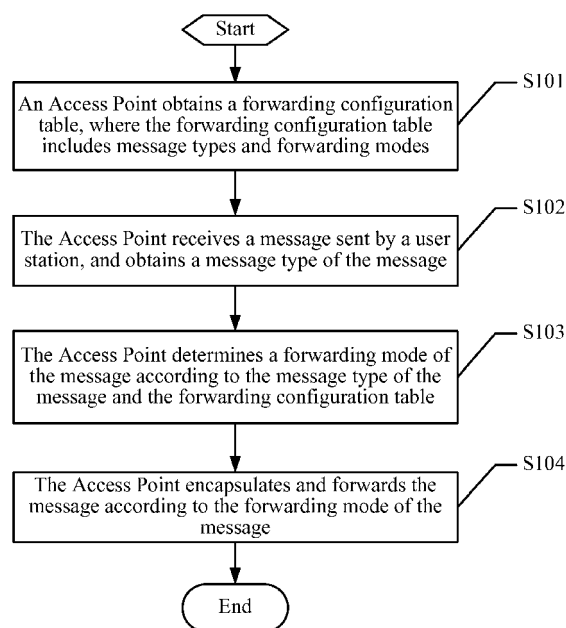 Start
An Access Point obtains a forwarding configuration
table, where the forwarding configuration table
includes message types and forwarding modes
S101
The Access Point receives a message sent by a user
station, and obtains a message type of the message
S102
The Access Point determines a forwarding mode of
the message according to the message type of the
message and the forwarding configuration table
S103
The Access Point encapsulates and forwards the
message according to the forwarding mode of the
message
S104
End